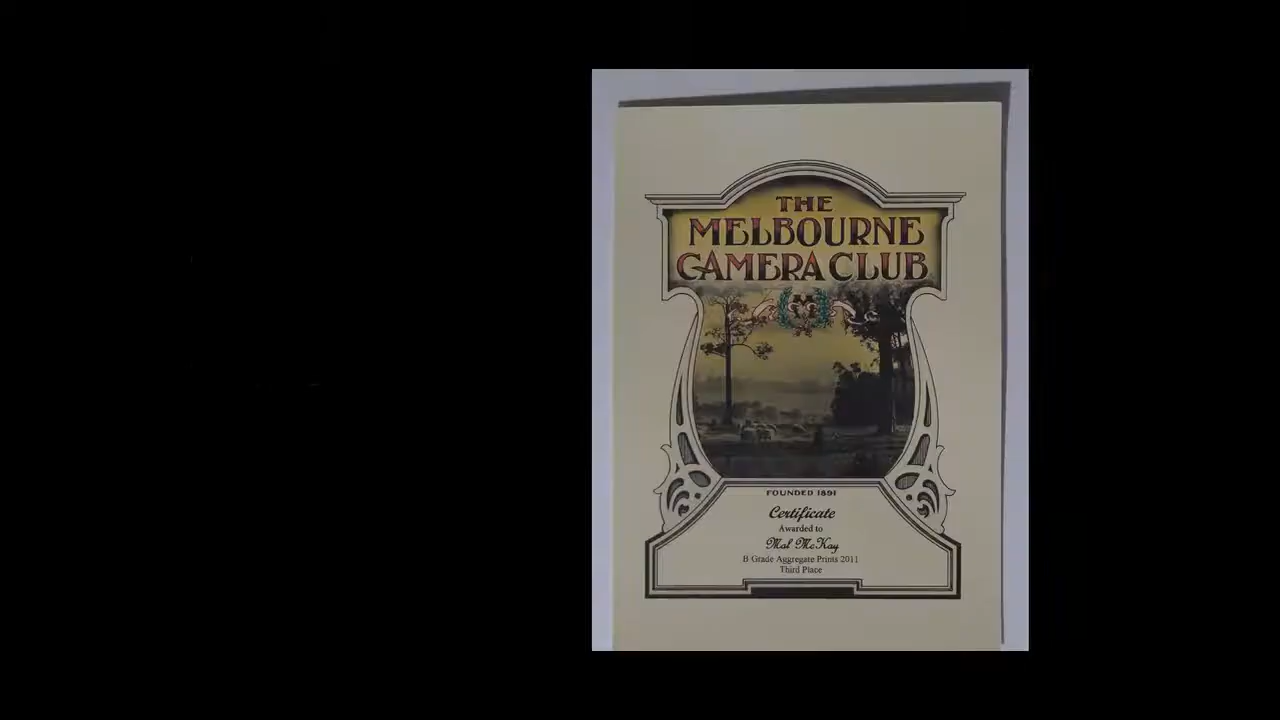 THE
MELBOURNE
CAMERA CLUB
FOUNDED 1891
Certificate
Awarded to
Mal McKay
B Grade Aggregate Prints 2011
Third Place